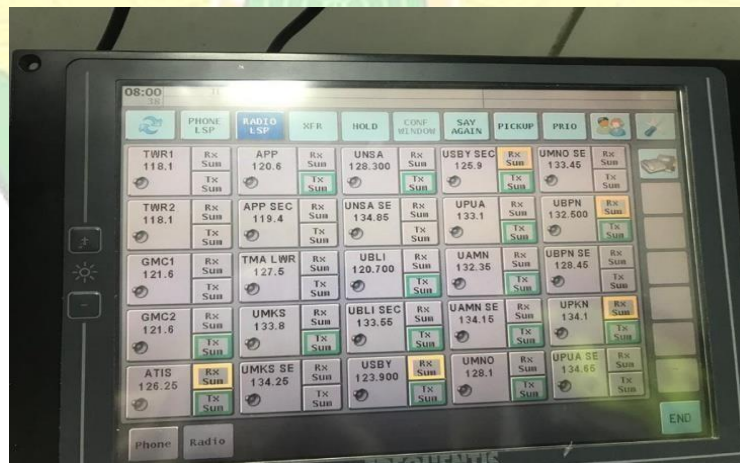 08:00
PHONE LSP RADIO LSP XFR HOLD CONF WINDOW SAY AGAIN PICKUP PRIO
TWR1 118.1 Rx Sum Tx Sum
APP 120.6 Rx Sum Tx Sum
UNSA 128.300 Rx Sum Tx Sum
USBY SEC 125.9 Rx Sum Tx Sum
UMNO SE 133.45 Rx Sum Tx Sum
TWR2 118.1 Rx Sum Tx Sum
APP SEC 119.4 Rx Sum Tx Sum
UNSA SE 134.85 Rx Sum Tx Sum
UPUA 133.1 Rx Sum Tx Sum
UBPN 132.500 Rx Sum Tx Sum
GMC1 121.6 Rx Sum Tx Sum
TMA LWR 127.5 Rx Sum Tx Sum
UBLI 120.700 Rx Sum Tx Sum
UAMN 132.35 Rx Sum Tx Sum
UBPN SE 128.45 Rx Sum Tx Sum
GMC2 121.6 Rx Sum Tx Sum
UMKS 133.8 Rx Sum Tx Sum
UBLI SEC 133.55 Rx Sum Tx Sum
UAMN SE 134.15 Rx Sum Tx Sum
UPKN 134.1 Rx Sum Tx Sum
ATIS 126.25 Rx Sum Tx Sum
UMKS SE 134.25 Rx Sum Tx Sum
USBY 123.900 Rx Sum Tx Sum
UMNO 128.1 Rx Sum Tx Sum
UPUA SE 134.65 Rx Sum Tx Sum
END
Phone Radio
FREQUENTIS